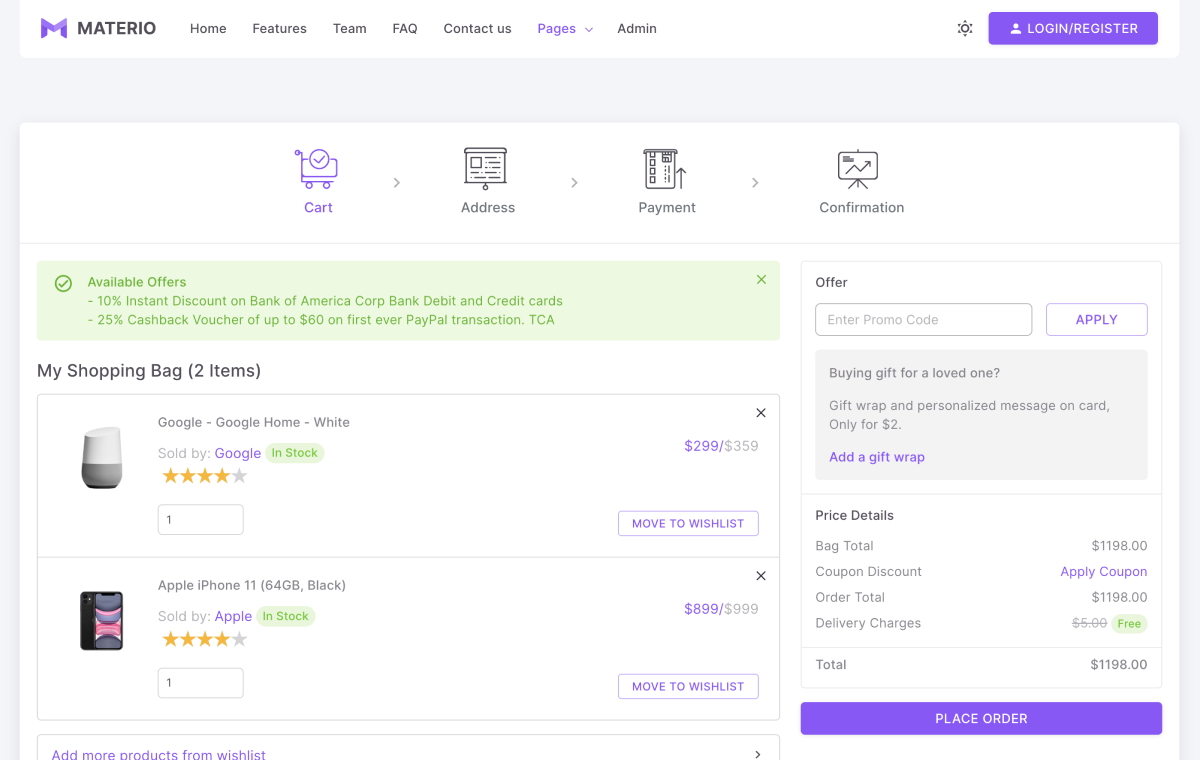 MATERIO
Home
Features
Team
FAQ
Contact us
Pages
Admin
LOGIN/REGISTER
Cart
Address
Payment
Confirmation
Available Offers
- 10% Instant Discount on Bank of America Corp Bank Debit and Credit cards
- 25% Cashback Voucher of up to $60 on first ever PayPal transaction. TCA
My Shopping Bag (2 Items)
Google - Google Home - White
Sold by: Google In Stock
$299/$359
1
MOVE TO WISHLIST
Apple iPhone 11 (64GB, Black)
Sold by: Apple In Stock
$899/$999
1
MOVE TO WISHLIST
Add more products from wishlist
Offer
Enter Promo Code
APPLY
Buying gift for a loved one?
Gift wrap and personalized message on card,
Only for $2.
Add a gift wrap
Price Details
Bag Total $1198.00
Coupon Discount Apply Coupon
Order Total $1198.00
Delivery Charges $5.00 Free
Total $1198.00
PLACE ORDER